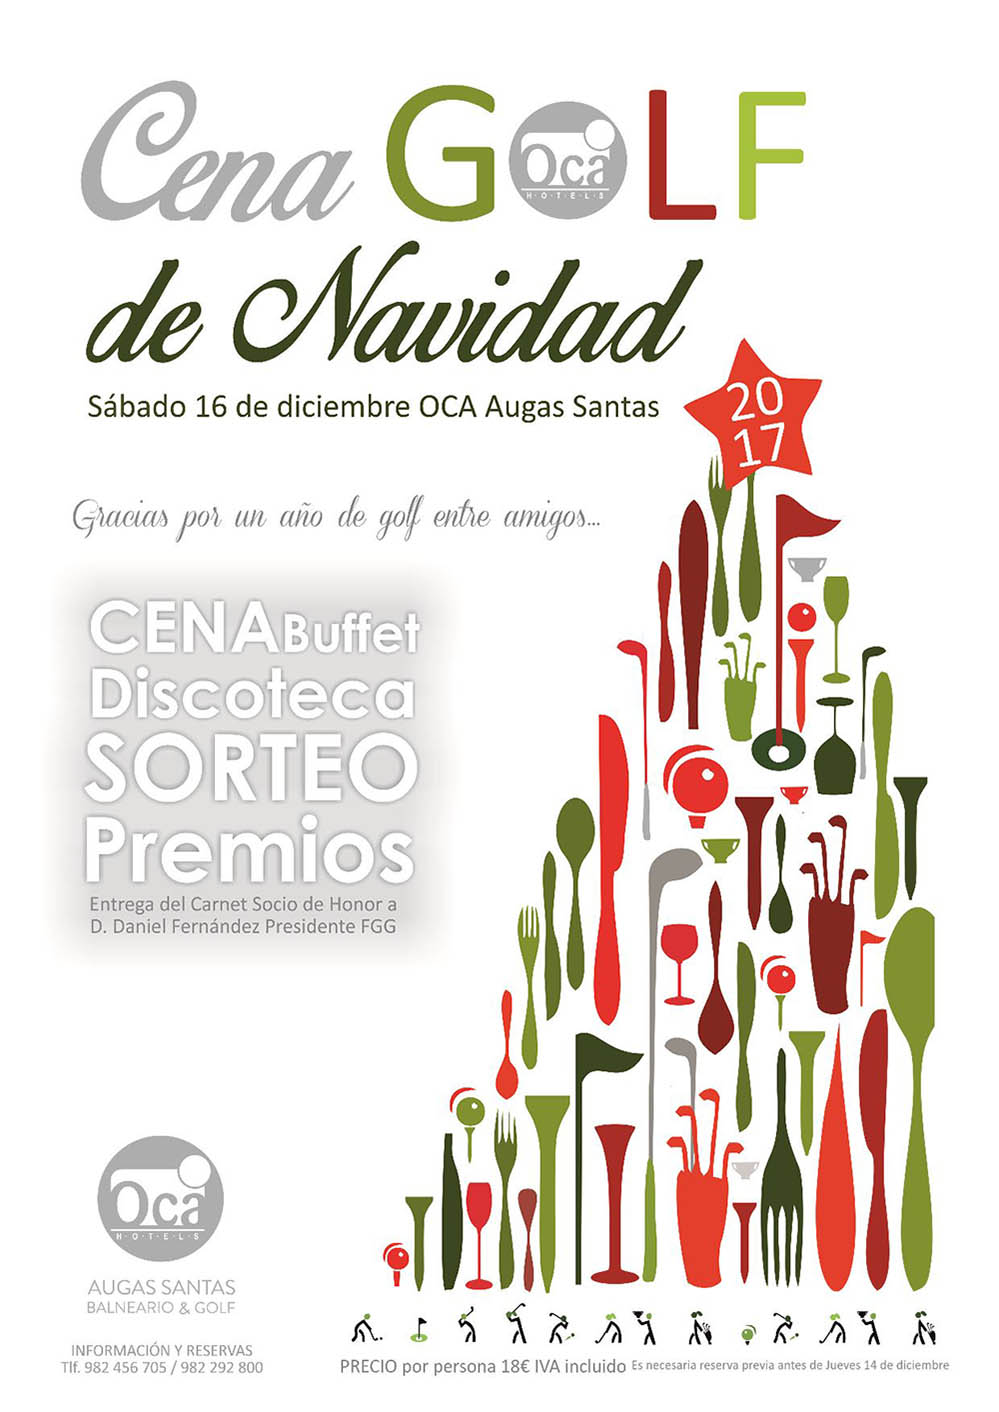 Cena GOLF
Oca
HOTELS
de Navidad
Sábado 16 de diciembre OCA Augas Santas
20
17
Gracias por un año de golf entre amigos...
CENA Buffet
Discoteca
SORTEO
Premios
Entrega del Carnet Socio de Honor a
D. Daniel Fernández Presidente FGG
Oca
H·O·T·E·L·S
AUGAS SANTAS
BALNEARIO & GOLF
INFORMACIÓN Y RESERVAS
Tlf. 982 456 705 / 982 292 800
PRECIO por persona 18€ IVA incluido Es necesaria reserva previa antes de Jueves 14 de diciembre